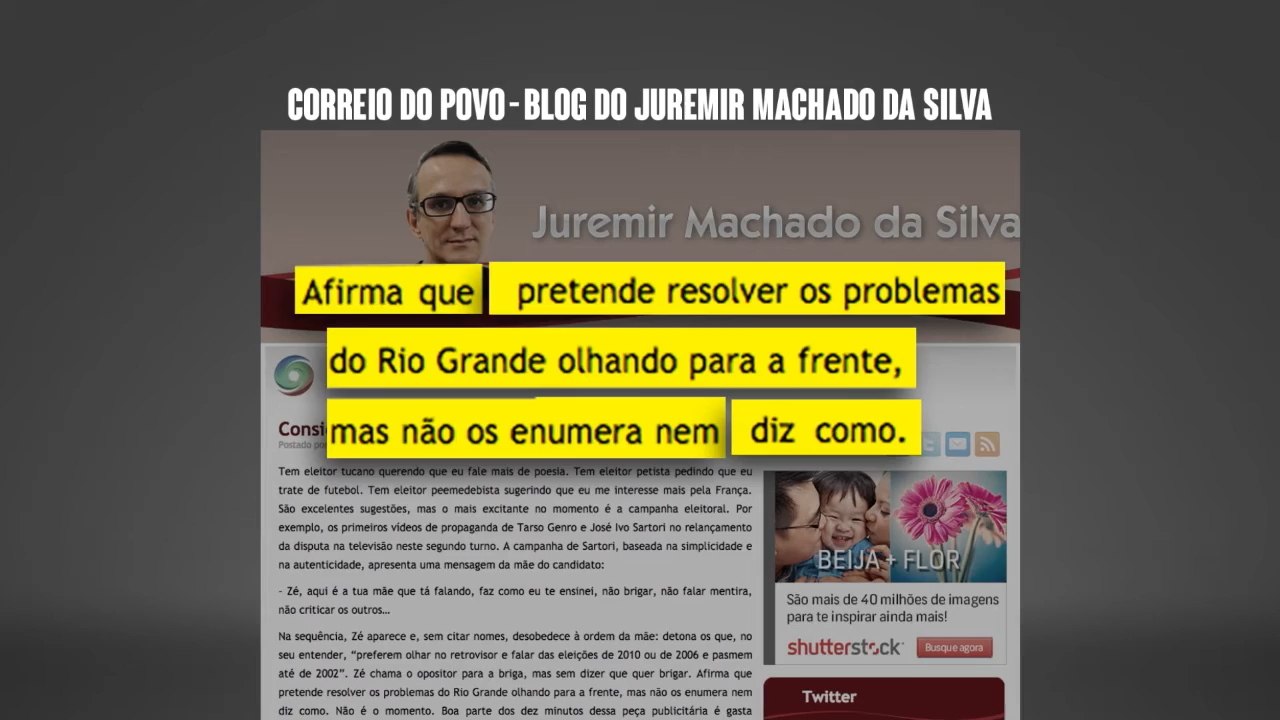 CORREIO DO POVO - BLOG DO JUREMIR MACHADO DA SILVA
Juremir Machado da Silva
Afirma que pretende resolver os problemas
do Rio Grande olhando para a frente,
mas não os enumera nem diz como.
Consi
Postado po
Tem eleitor tucano querendo que eu fale mais de poesia. Tem eleitor petista pedindo que eu
trate de futebol. Tem eleitor peemedebista sugerindo que eu me interesse mais pela França.
São excelentes sugestões, mas o mais excitante no momento é a campanha eleitoral. Por
exemplo, os primeiros vídeos de propaganda de Tarso Genro e José Ivo Sartori no relançamento
da disputa na televisão neste segundo turno. A campanha de Sartori, baseada na simplicidade e
na autenticidade, apresenta uma mensagem da mãe do candidato:
– Zé, aqui é a tua mãe que tá falando, faz como eu te ensinei, não brigar, não falar mentira,
não criticar os outros…
Na sequência, Zé aparece e, sem citar nomes, desobedece à ordem da mãe: detona os que, no
seu entender, “preferem olhar no retrovisor e falar das eleições de 2010 ou de 2006 e pasmem
até de 2002”. Zé chama o opositor para a briga, mas sem dizer que quer brigar. Afirma que
pretende resolver os problemas do Rio Grande olhando para a frente, mas não os enumera nem
diz como. Não é o momento. Boa parte dos dez minutos dessa peça publicitária é gasta
BEIJA + FLOR
São mais de 40 milhões de imagens
para te inspirar ainda mais!
shutterstock
Busque agora
Twitter